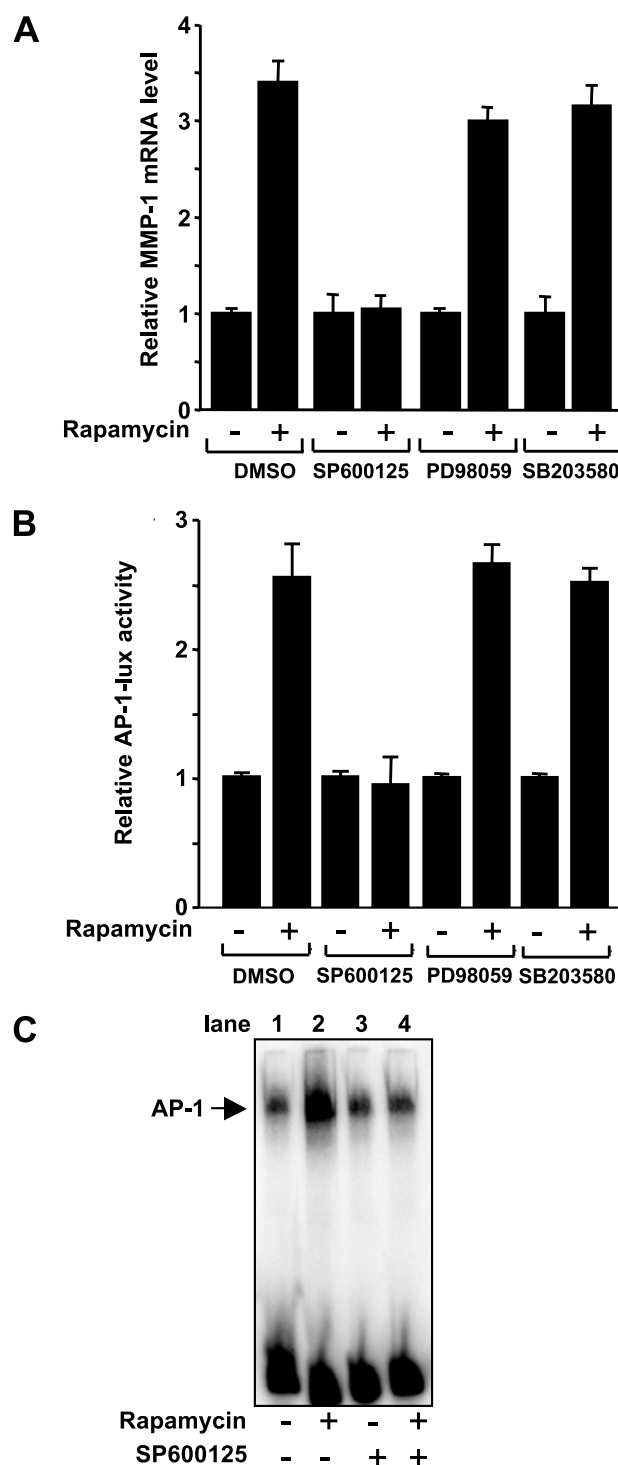 A
Relative MMP-1 mRNA level
4
3
2
1
0
Rapamycin - + - + - + - +
DMSO SP600125 PD98059 SB203580
B
Relative AP-1-lux activity
3
2
1
0
Rapamycin - + - + - + - +
DMSO SP600125 PD98059 SB203580
C
lane 1 2 3 4
AP-1
Rapamycin - + - +
SP600125 - - + +